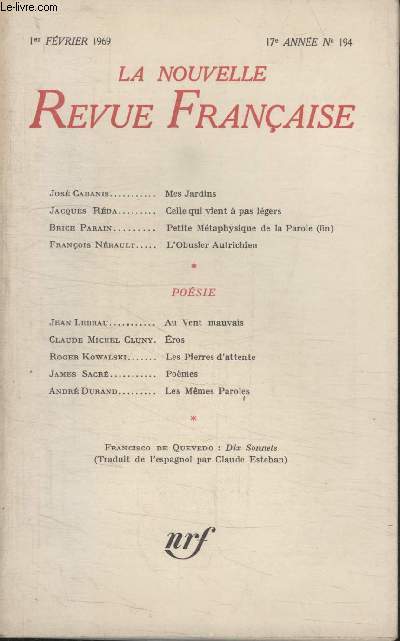 © le-livre.fr
1er FÉVRIER 1969 17e ANNÉE No 194
LA NOUVELLE
REVUE FRANÇAISE
JOSÉ CABANIS........... Mes Jardins
JACQUES RÉDA......... Celle qui vient à pas légers
BRICE PARAIN......... Petite Métaphysique de la Parole (fin)
FRANÇOIS NÉRAULT..... L'Obusier Autrichien
*
POÉSIE
JEAN LEBRAU........... Au Vent mauvais
CLAUDE MICHEL CLUNY. Éros
ROGER KOWALSKI....... Les Pierres d'attente
JAMES SACRÉ........... Poèmes
ANDRÉ DURAND......... Les Mêmes Paroles
*
FRANCISCO DE QUEVEDO : Dix Sonnets
(Traduit de l'espagnol par Claude Esteban)
nrf